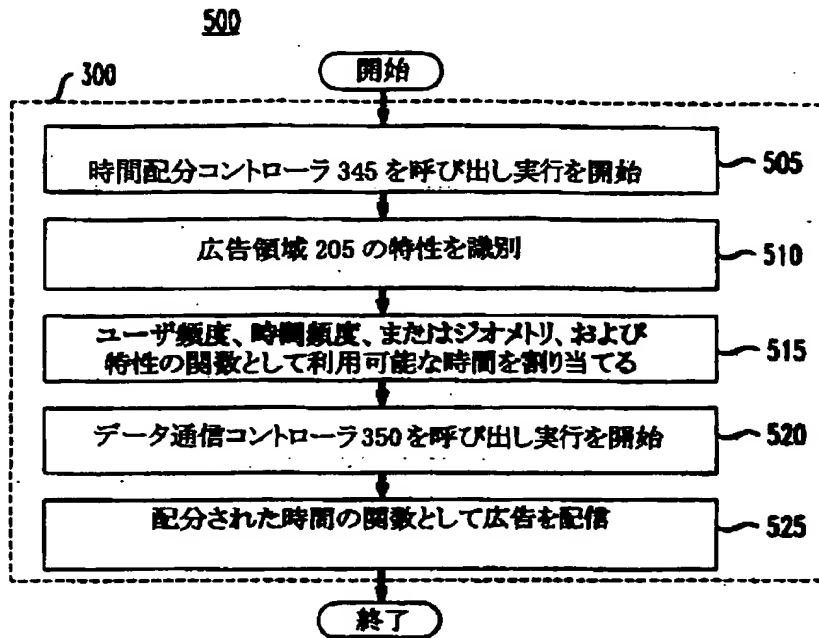 500
300
開始
時間配分コントローラ 345 を呼び出し実行を開始
505
広告領域 205 の特性を識別
510
ユーザ頻度、時間頻度、またはジオメトリ、および
特性の関数として利用可能な時間を割り当てる
515
データ通信コントローラ 350 を呼び出し実行を開始
520
配分された時間の関数として広告を配信
525
終了